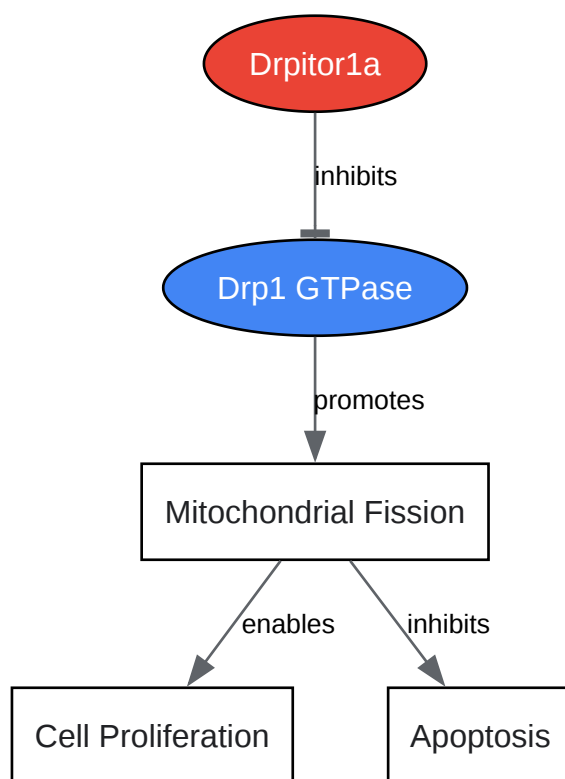 Drpitor1a
inhibits
Drp1 GTPase
promotes
Mitochondrial Fission
enables
inhibits
Cell Proliferation
Apoptosis